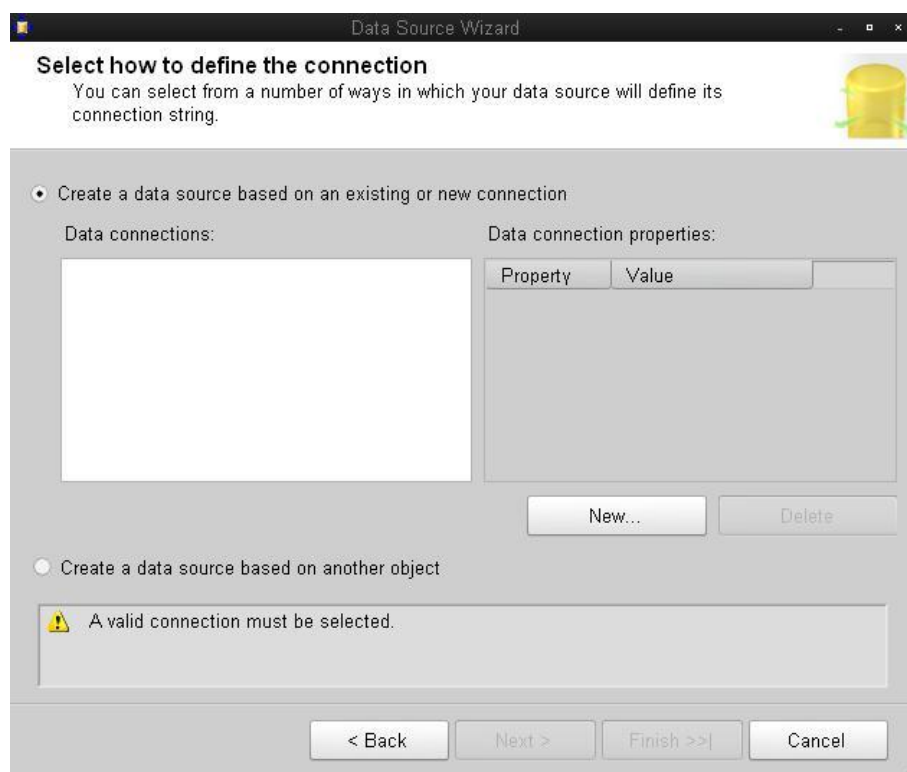 Data Source Wizard
Select how to define the connection
You can select from a number of ways in which your data source will define its
connection string.
Create a data source based on an existing or new connection
Data connections:
Data connection properties:
Property Value
New... Delete
Create a data source based on another object
A valid connection must be selected.
< Back Next > Finish >>| Cancel